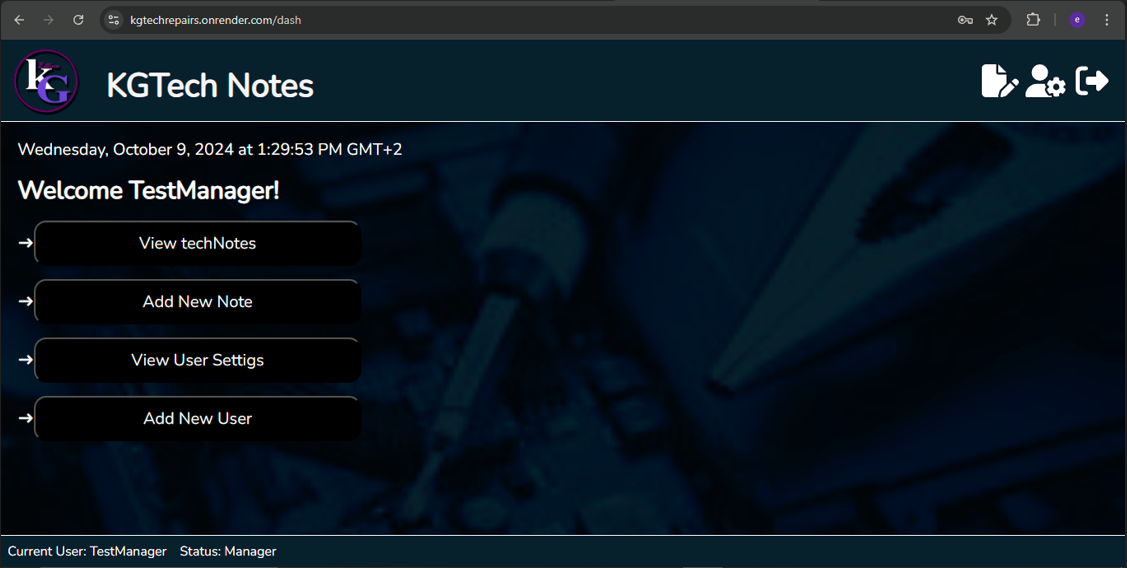 kgtechrepairs.onrender.com/dash
e
KG
KGTech Notes
Wednesday, October 9, 2024 at 1:29:53 PM GMT+2
Welcome TestManager!
➜ View techNotes
➜ Add New Note
➜ View User Settigs
➜ Add New User
Current User: TestManager Status: Manager